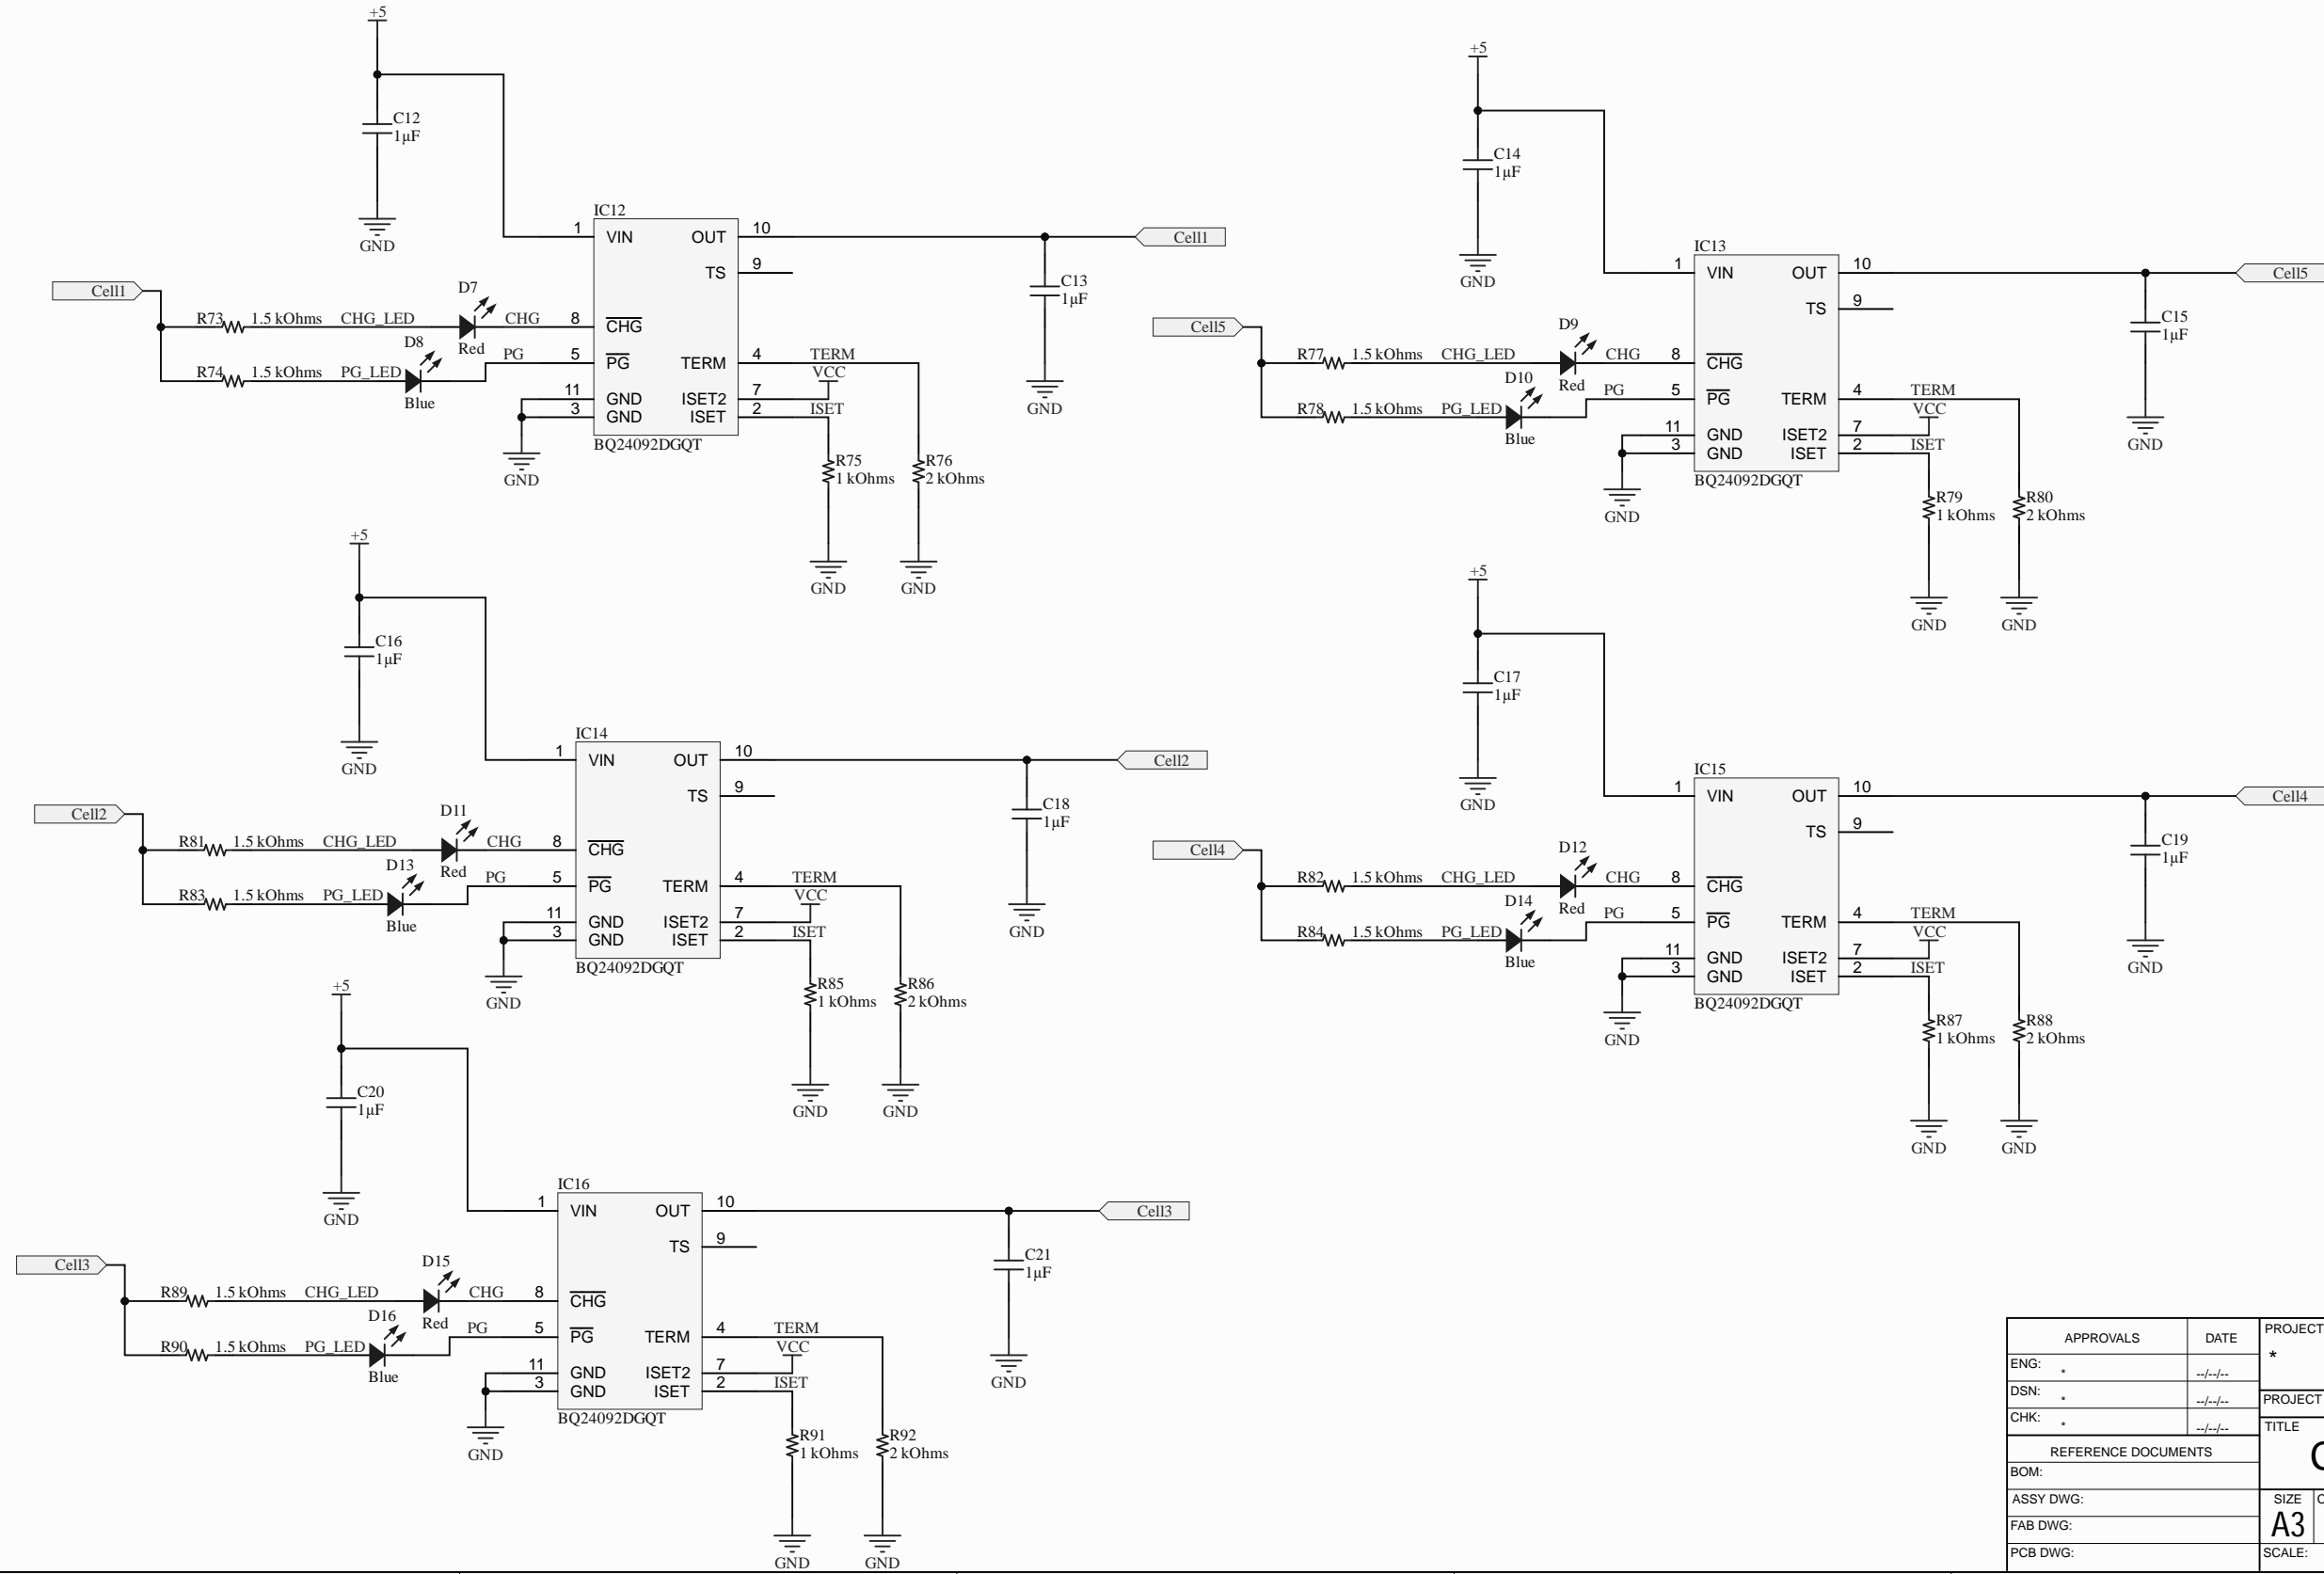 +5
C12
1µF
GND
IC12
1 VIN OUT 10
Cell1
TS 9
C13
1µF
GND
Cell1
R73 1.5 kOhms CHG_LED D7 CHG 8 CHG
Red
R74 1.5 kOhms PG_LED D8 PG 5 PG TERM 4 TERM
Blue
VCC
11 GND ISET2 7
3 GND ISET 2 ISET
BQ24092DGQT
GND
R75
1 kOhms
R76
2 kOhms
GND
GND
+5
C14
1µF
GND
IC13
1 VIN OUT 10
Cell5
TS 9
C15
1µF
GND
Cell5
R77 1.5 kOhms CHG_LED D9 CHG 8 CHG
Red
R78 1.5 kOhms PG_LED D10 PG 5 PG TERM 4 TERM
Blue
VCC
11 GND ISET2 7
3 GND ISET 2 ISET
BQ24092DGQT
GND
R79
1 kOhms
R80
2 kOhms
GND
GND
+5
C16
1µF
GND
IC14
1 VIN OUT 10
Cell2
TS 9
C18
1µF
GND
Cell2
R81 1.5 kOhms CHG_LED D11 CHG 8 CHG
Red
R83 1.5 kOhms PG_LED D13 PG 5 PG TERM 4 TERM
Blue
VCC
11 GND ISET2 7
3 GND ISET 2 ISET
BQ24092DGQT
GND
R85
1 kOhms
R86
2 kOhms
GND
GND
+5
C17
1µF
GND
IC15
1 VIN OUT 10
Cell4
TS 9
C19
1µF
GND
Cell4
R82 1.5 kOhms CHG_LED D12 CHG 8 CHG
Red
R84 1.5 kOhms PG_LED D14 PG 5 PG TERM 4 TERM
Blue
VCC
11 GND ISET2 7
3 GND ISET 2 ISET
BQ24092DGQT
GND
R87
1 kOhms
R88
2 kOhms
GND
GND
+5
C20
1µF
GND
IC16
1 VIN OUT 10
Cell3
TS 9
C21
1µF
GND
Cell3
R89 1.5 kOhms CHG_LED D15 CHG 8 CHG
Red
R90 1.5 kOhms PG_LED D16 PG 5 PG TERM 4 TERM
Blue
VCC
11 GND ISET2 7
3 GND ISET 2 ISET
BQ24092DGQT
GND
R91
1 kOhms
R92
2 kOhms
GND
GND
APPROVALS DATE
ENG: * --/--/--
DSN: * --/--/--
CHK: * --/--/--
REFERENCE DOCUMENTS
BOM:
ASSY DWG:
FAB DWG:
PCB DWG:
PROJECT
*
PROJECT
TITLE
SIZE
A3
SCALE: